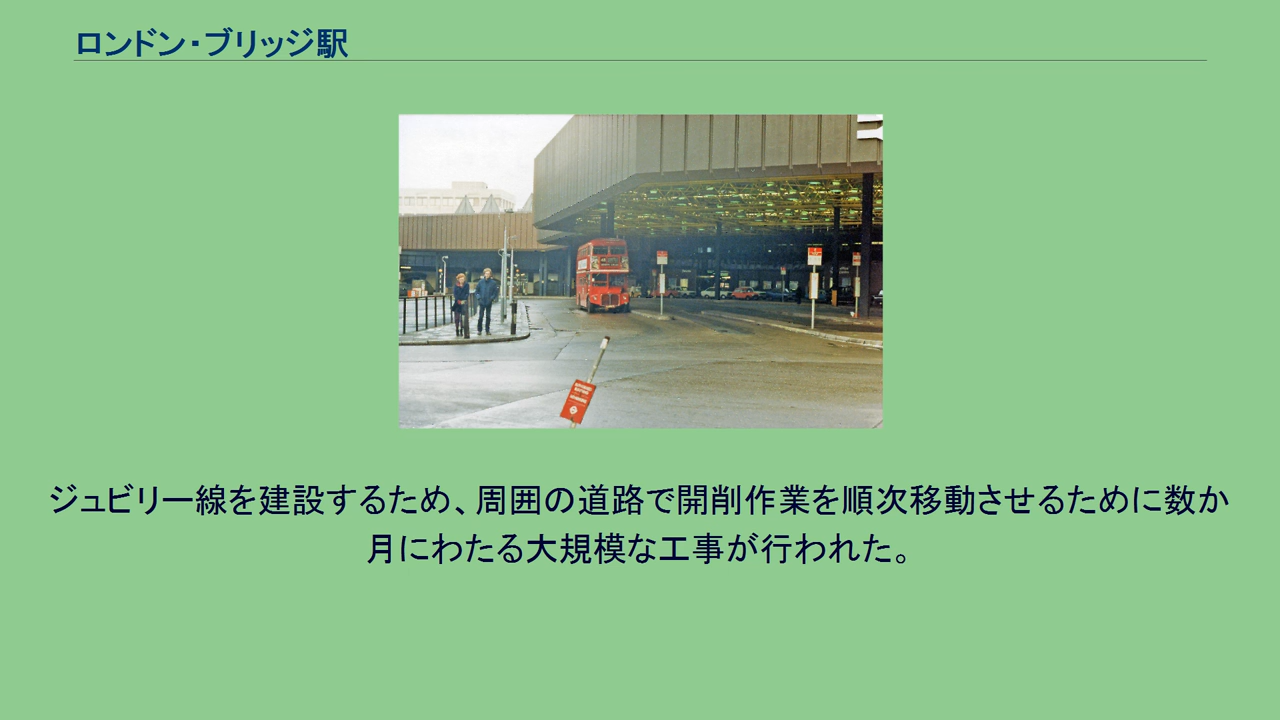 ロンドン・ブリッジ駅
ジュビリー線を建設するため、周囲の道路で開削作業を順次移動させるために数か
月にわたる大規模な工事が行われた。